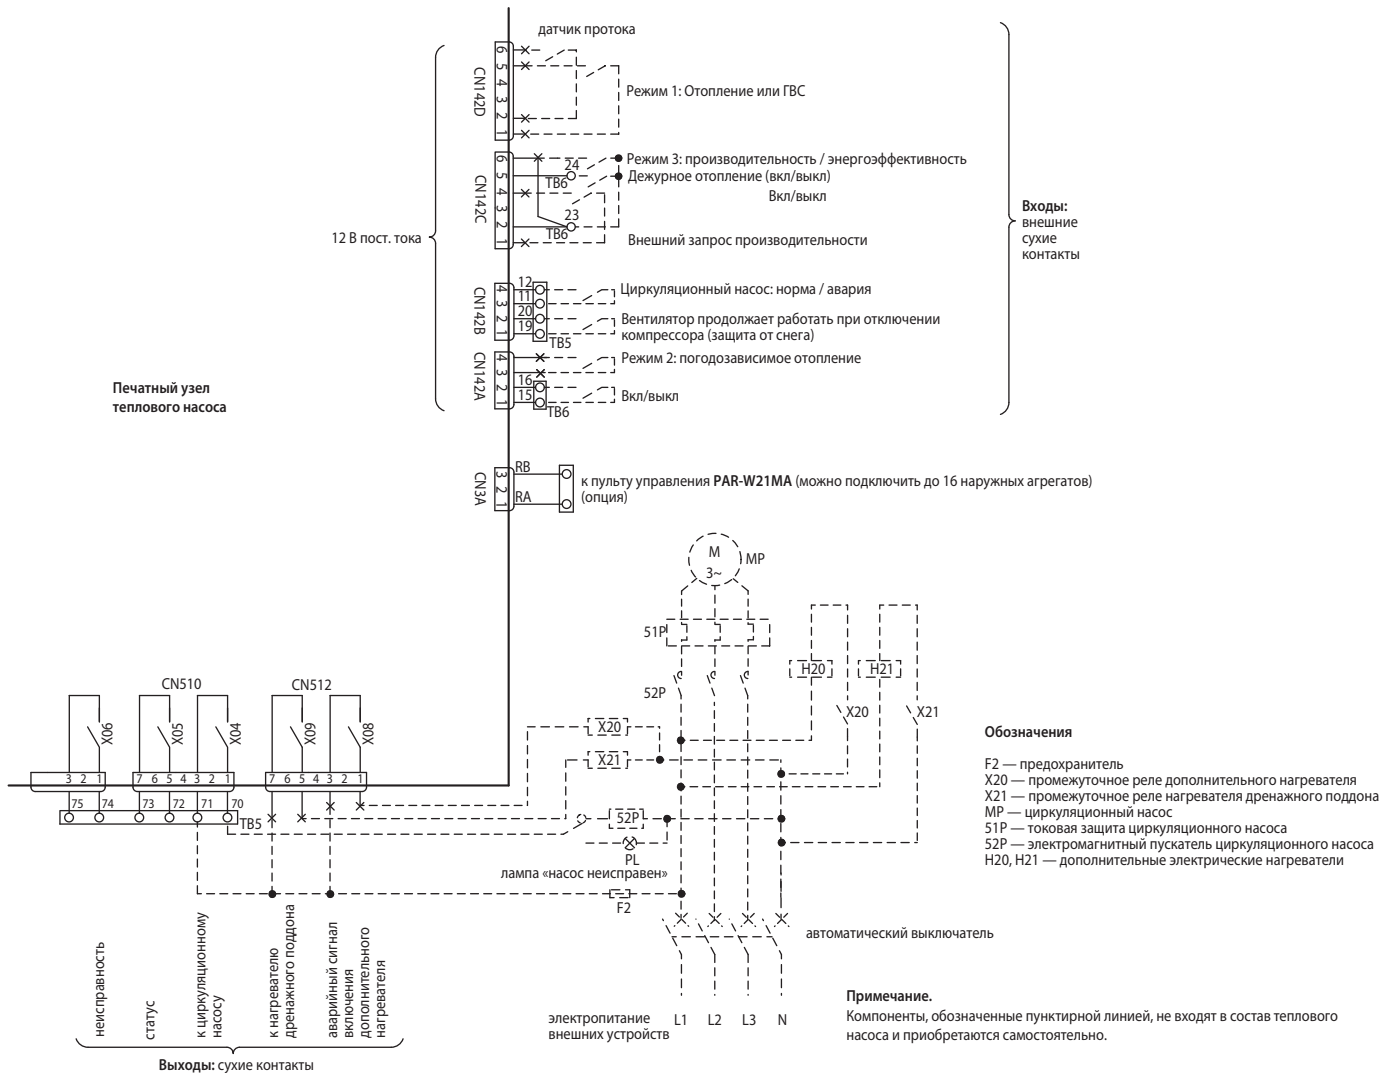 датчик протока
CN142D
6
5
4
3
2
1
Режим 1: Отопление или ГВС
CN142C
6
5
4
3
2
1
24
TB6
23
TB6
Режим 3: производительность / энергоэффективность
Дежурное отопление (вкл/выкл)
Вкл/выкл
Внешний запрос производительности
12 В пост. тока
Входы:
внешние
сухие
контакты
CN142B
4
3
2
1
12
11
20
19
TB5
Циркуляционный насос: норма / авария
Вентилятор продолжает работать при отключении
компрессора (защита от снега)
CN142A
4
3
2
1
16
15
TB6
Режим 2: погодозависимое отопление
Вкл/выкл
Печатный узел
теплового насоса
CN3A
3
2
1
RB
RA
к пульту управления PAR-W21MA (можно подключить до 16 наружных агрегатов)
(опция)
M
3~
MP
51P
52P
H20
H21
X20
X21
CN510
CN512
X06
X05
X04
X09
X08
3 2 1
7 6 5 4 3 2 1
7 6 5 4 3 2 1
75 74 73 72 71 70
TB5
X20
X21
52P
PL
лампа «насос неисправен»
F2
автоматический выключатель
электропитание
внешних устройств
L1 L2 L3 N
неисправность
статус
к циркуляционному
насосу
к нагревателю
дренажного поддона
аварийный сигнал
включения
дополнительного
нагревателя
Выходы: сухие контакты
Обозначения
F2 — предохранитель
X20 — промежуточное реле дополнительного нагревателя
X21 — промежуточное реле нагревателя дренажного поддона
MP — циркуляционный насос
51P — токовая защита циркуляционного насоса
52P — электромагнитный пускатель циркуляционного насоса
H20, H21 — дополнительные электрические нагреватели
Примечание.
Компоненты, обозначенные пунктирной линией, не входят в состав теплового
насоса и приобретаются самостоятельно.